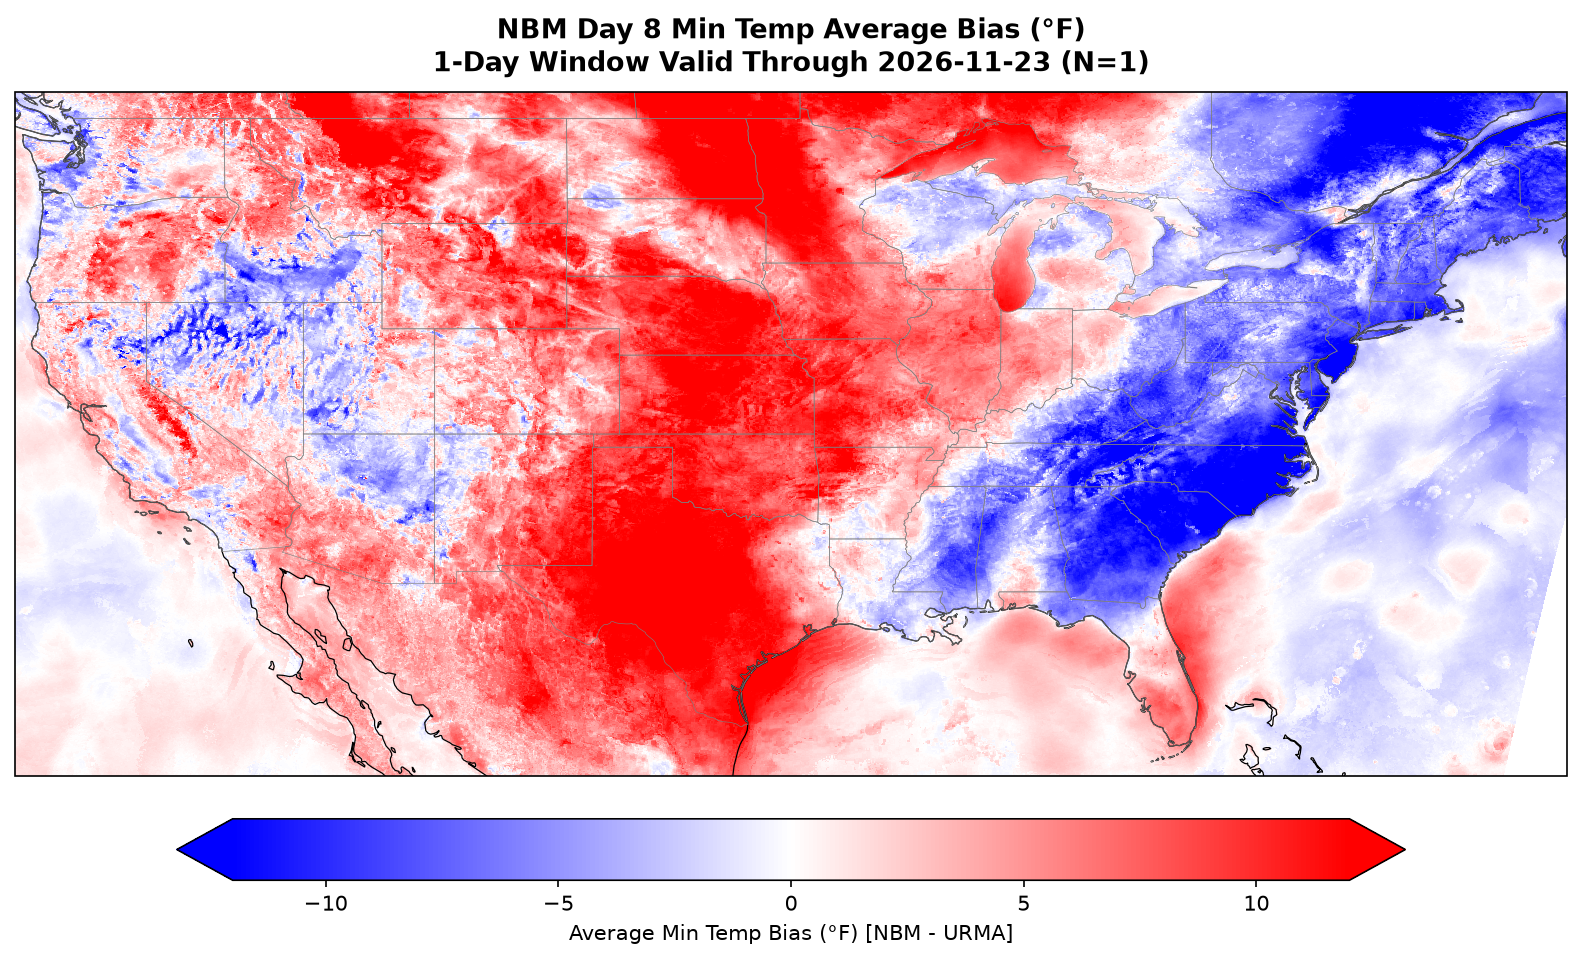 NBM Day 8 Min Temp Average Bias (°F)
1-Day Window Valid Through 2026-11-23 (N=1)
−10 −5 0 5 10
Average Min Temp Bias (°F) [NBM - URMA]